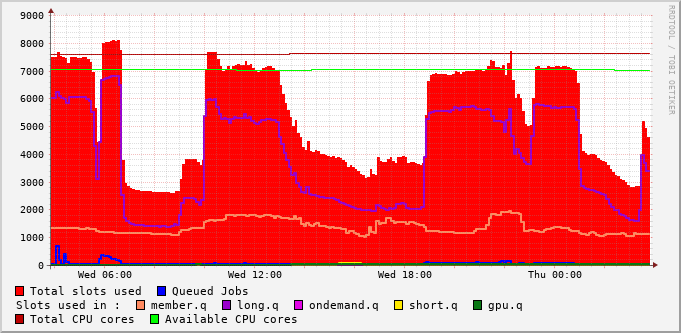 RRDTOOL / TOBI OETIKER
9000
8000
7000
6000
5000
4000
3000
2000
1000
0
Wed 06:00 Wed 12:00 Wed 18:00 Thu 00:00
Total slots used Queued Jobs
Slots used in : member.q long.q ondemand.q short.q gpu.q
Total CPU cores Available CPU cores